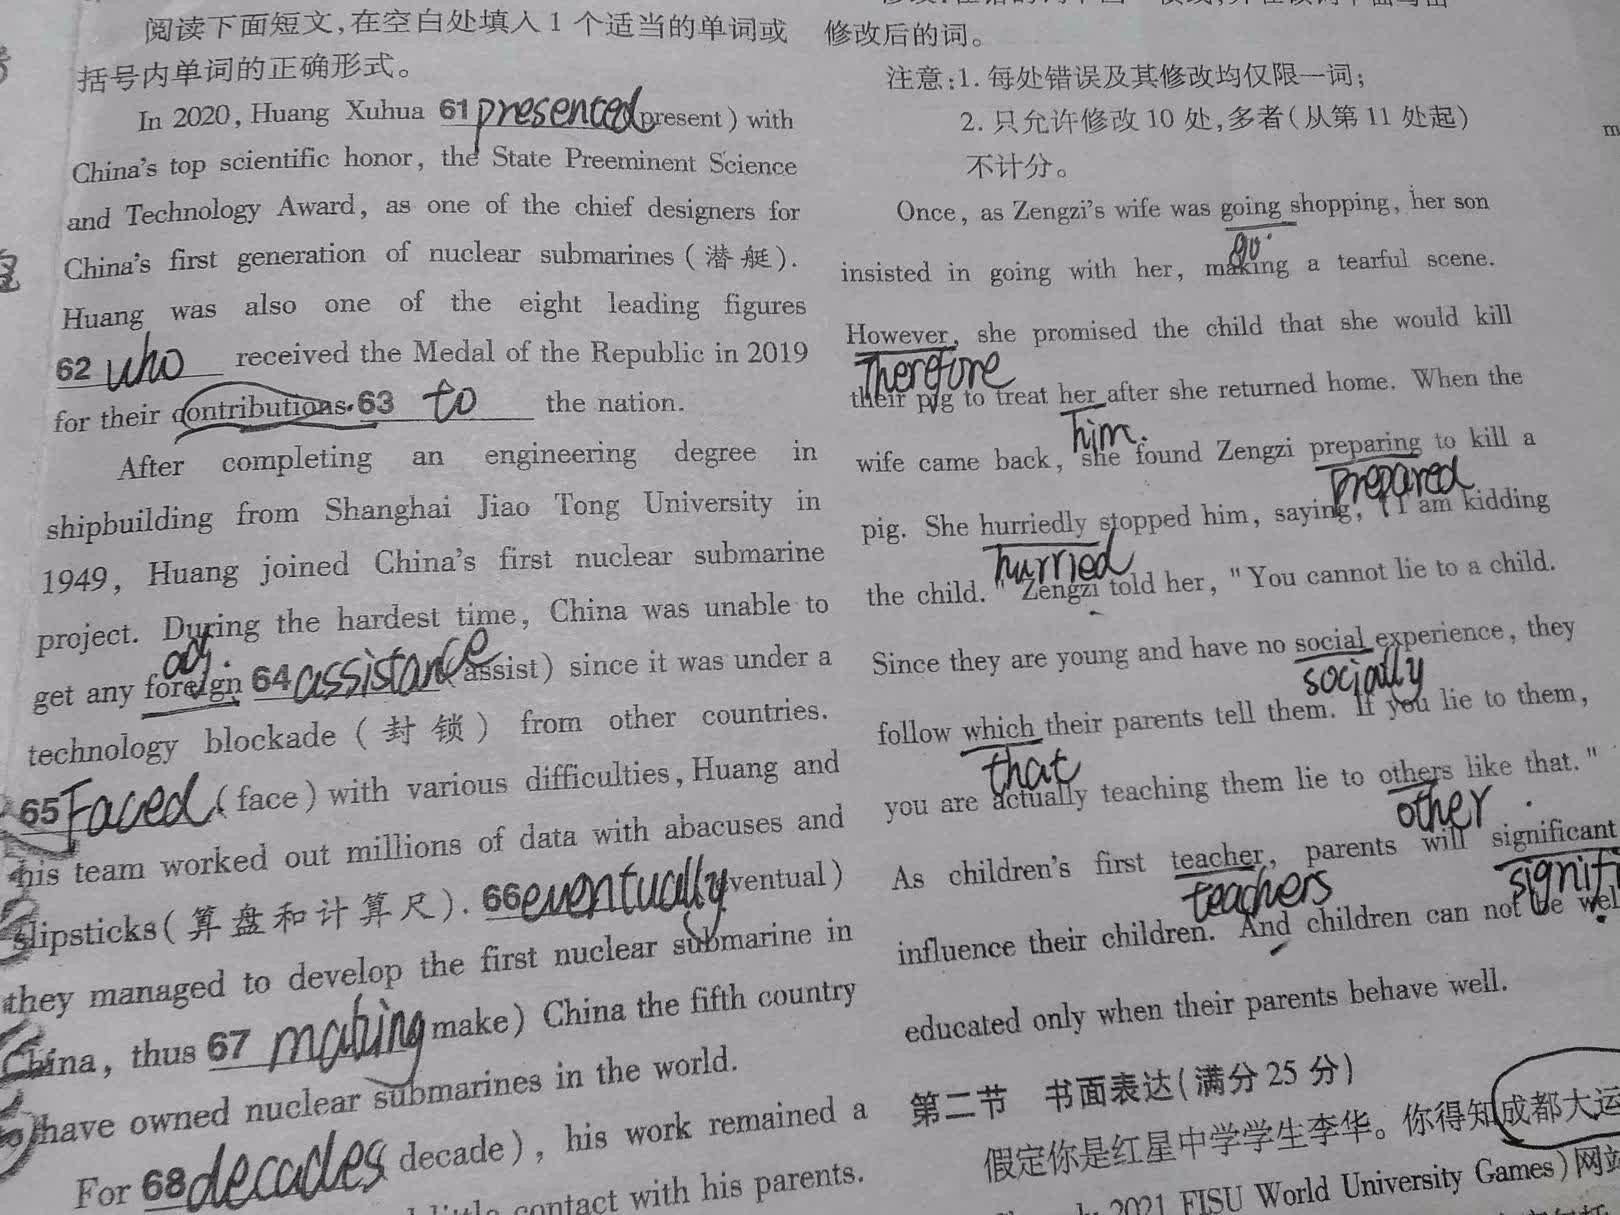 阅读下面短文,在空白处填入1个适当的单词或
括号内单词的正确形式。
In 2020, Huang Xuhua 61 presented (present) with
China's top scientific honor, the State Preeminent Science
and Technology Award, as one of the chief designers for
China's first generation of nuclear submarines (潜艇).
Huang was also one of the eight leading figures
62 who received the Medal of the Republic in 2019
for their contributions 63 to the nation.
After completing an engineering degree in
shipbuilding from Shanghai Jiao Tong University in
1949, Huang joined China's first nuclear submarine
project. During the hardest time, China was unable to
adj.
get any foreign 64 assistance (assist) since it was under a
technology blockade (封锁) from other countries.
65 Faced (face) with various difficulties, Huang and
his team worked out millions of data with abacuses and
slipsticks(算盘和计算尺). 66 eventually (eventual)
they managed to develop the first nuclear submarine in
China, thus 67 making (make) China the fifth country
to have owned nuclear submarines in the world.
For 68 decades (decade), his work remained a
little contact with his parents.
修改后的词。
注意:1. 每处错误及其修改均仅限一词;
2. 只允许修改10处,多者(从第11处起)
不计分。
Once, as Zengzi's wife was going shopping, her son
go
insisted in going with her, making a tearful scene.
However, she promised the child that she would kill
Therefore
their pig to treat her after she returned home. When the
him.
wife came back, she found Zengzi preparing to kill a
prepared
pig. She hurriedly stopped him, saying, "I am kidding
hurried
the child." Zengzi told her, "You cannot lie to a child.
Since they are young and have no social experience, they
socially
follow which their parents tell them. If you lie to them,
that
you are actually teaching them lie to others like that."
other
As children's first teacher, parents will significant
teachers signifi
influence their children. And children can not be well
educated only when their parents behave well.
第二节 书面表达(满分25分)
假定你是红星中学学生李华。你得知成都大运
2021 FISU World University Games)网站